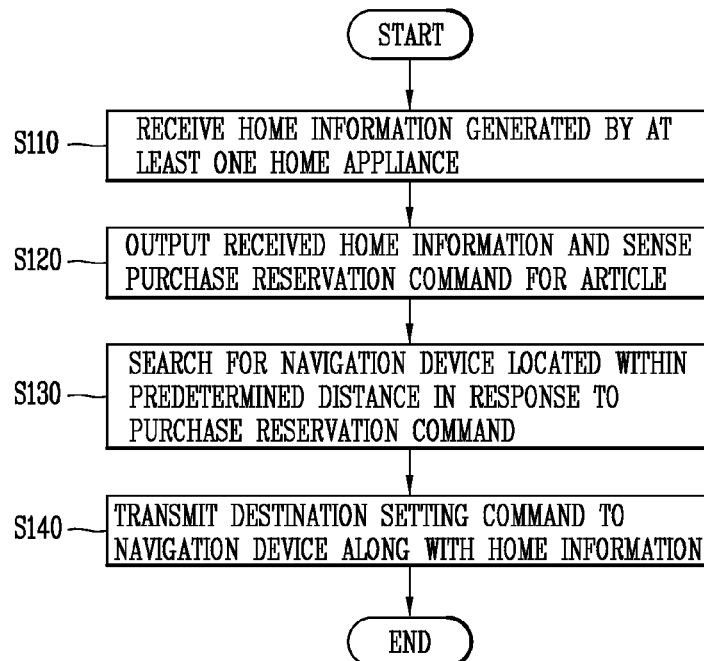 START
S110
RECEIVE HOME INFORMATION GENERATED BY AT
LEAST ONE HOME APPLIANCE
S120
OUTPUT RECEIVED HOME INFORMATION AND SENSE
PURCHASE RESERVATION COMMAND FOR ARTICLE
S130
SEARCH FOR NAVIGATION DEVICE LOCATED WITHIN
PREDETERMINED DISTANCE IN RESPONSE TO
PURCHASE RESERVATION COMMAND
S140
TRANSMIT DESTINATION SETTING COMMAND TO
NAVIGATION DEVICE ALONG WITH HOME INFORMATION
END